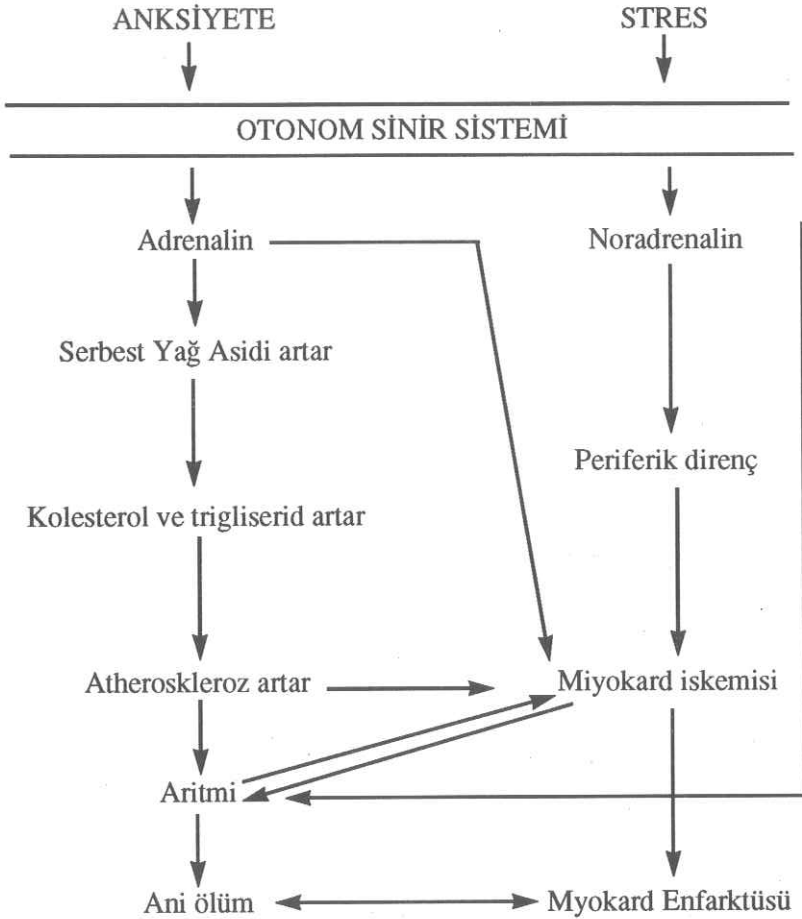 ANKSİYETE STRES
OTONOM SİNİR SİSTEMİ
Adrenalin Noradrenalin
Serbest Yağ Asidi artar
Periferik direnç
Kolesterol ve trigliserid artar
Atheroskleroz artar Miyokard iskemisi
Aritmi
Ani ölüm Myokard Enfarktüsü